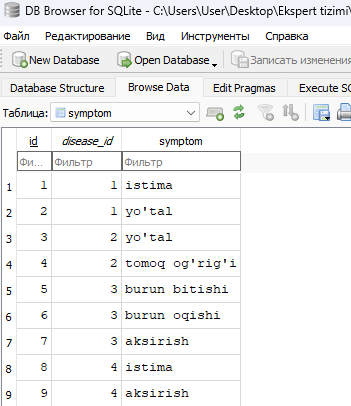 DB Browser for SQLite - C:\Users\User\Desktop\Ekspert tizimi\
Файл Редактирование Вид Инструменты Справка
New Database Open Database Записать изменения
Database Structure Browse Data Edit Pragmas Execute SQ
Таблица: symptom
id disease_id symptom
Фи... Фильтр Фильтр
1 1 1 istima
2 2 1 yo'tal
3 3 2 yo'tal
4 4 2 tomoq og'rig'i
5 5 3 burun bitishi
6 6 3 burun oqishi
7 7 3 aksirish
8 8 4 istima
9 9 4 aksirish